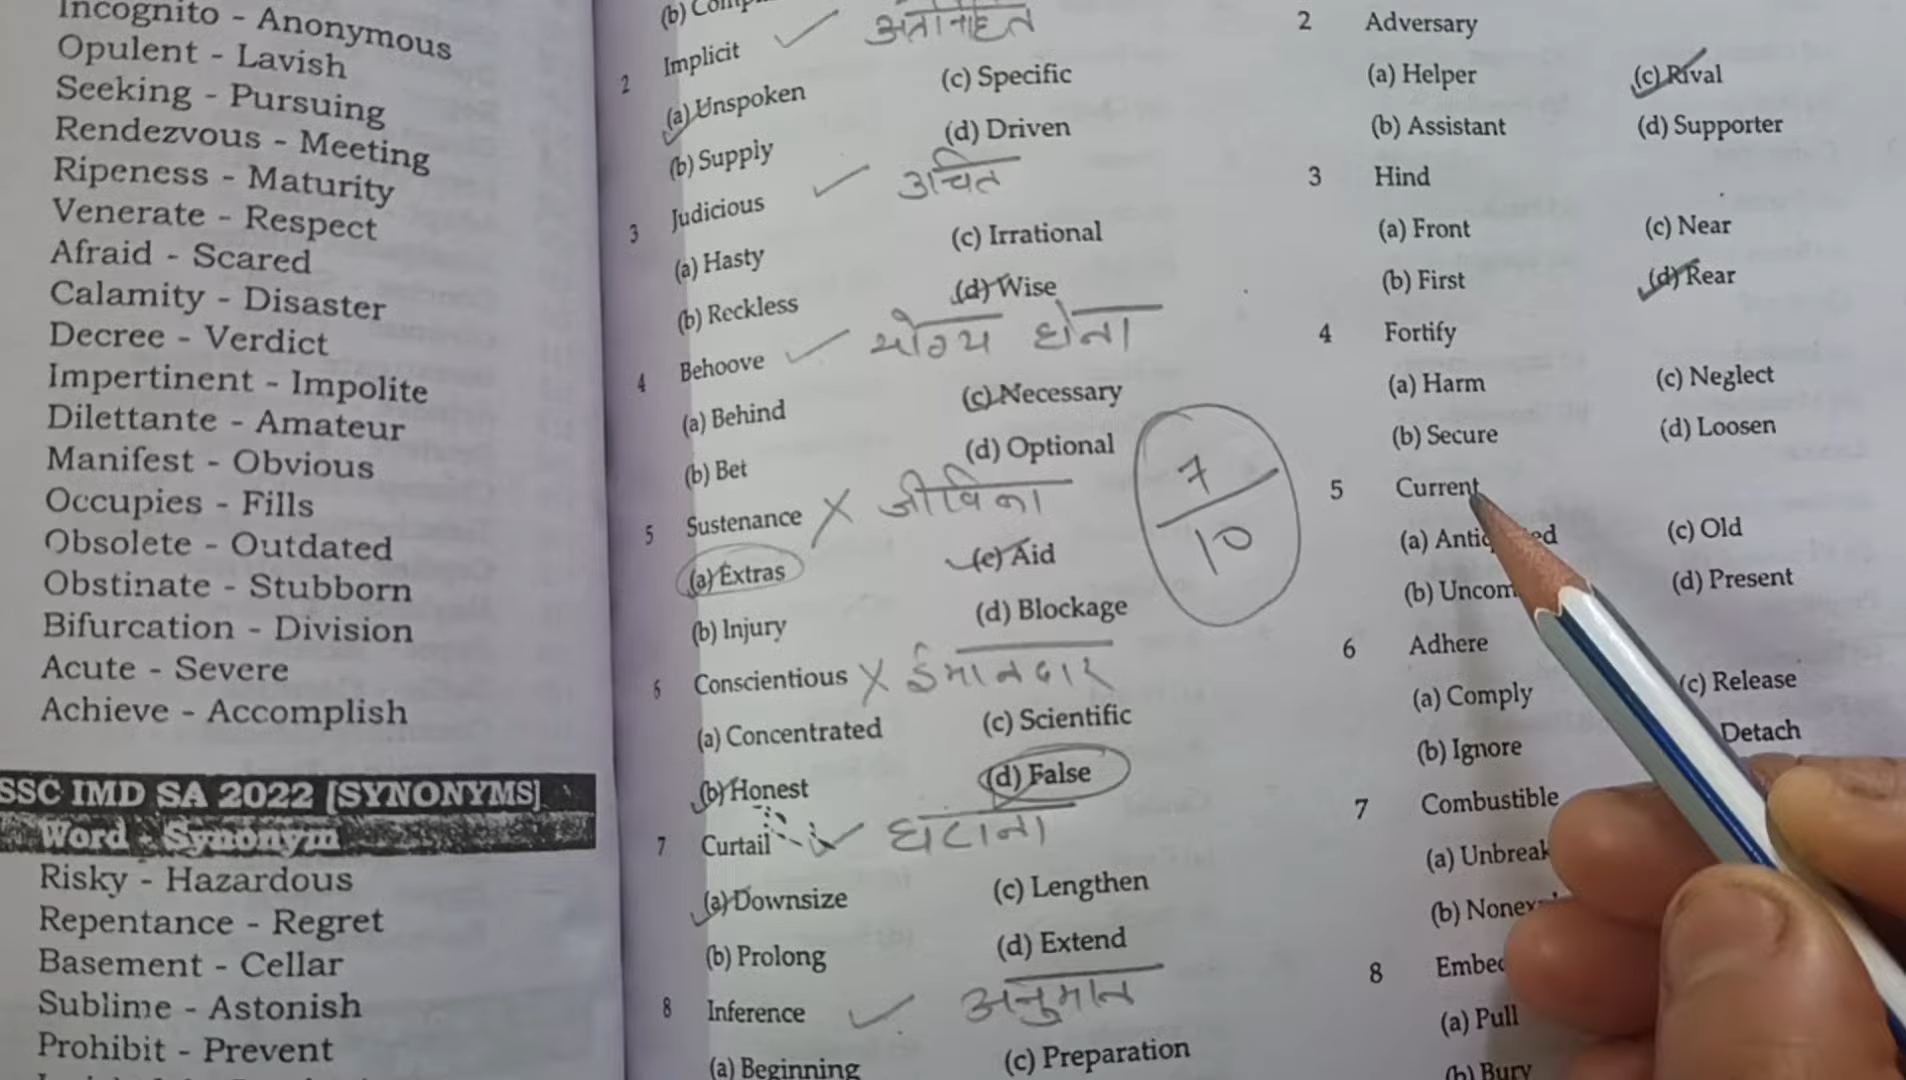 Incognito - Anonymous
Opulent - Lavish
Seeking - Pursuing
Rendezvous - Meeting
Ripeness - Maturity
Venerate - Respect
Afraid - Scared
Calamity - Disaster
Decree - Verdict
Impertinent - Impolite
Dilettante - Amateur
Manifest - Obvious
Occupies - Fills
Obsolete - Outdated
Obstinate - Stubborn
Bifurcation - Division
Acute - Severe
Achieve - Accomplish
SSC IMD SA 2022 [SYNONYMS]
Word - Synonym
Risky - Hazardous
Repentance - Regret
Basement - Cellar
Sublime - Astonish
Prohibit - Prevent
(b)
2 Implicit
(a) Unspoken (c) Specific
(b) Supply (d) Driven
3 Judicious उचित
(a) Hasty (c) Irrational
(b) Reckless (d) Wise
4 Behoove योग्य होना
(a) Behind (c) Necessary
(b) Bet (d) Optional
5 Sustenance
(a) Extras (c) Aid
(b) Injury (d) Blockage
6 Conscientious ईमानदार
(a) Concentrated (c) Scientific
(b) Honest (d) False
7 Curtail घटाना
(a) Downsize (c) Lengthen
(b) Prolong (d) Extend
8 Inference अनुमान
(a) Beginning (c) Preparation
7
10
2 Adversary
(a) Helper (c) Rival
(b) Assistant (d) Supporter
3 Hind
(a) Front (c) Near
(b) First (d) Rear
4 Fortify
(a) Harm (c) Neglect
(b) Secure (d) Loosen
5 Current
(a) (c) Old
(b) (d) Present
6 Adhere
(a) Comply (c) Release
(b) Ignore Detach
7 Combustible
(a)
(b)
8
(a) Pull
(b) Bury